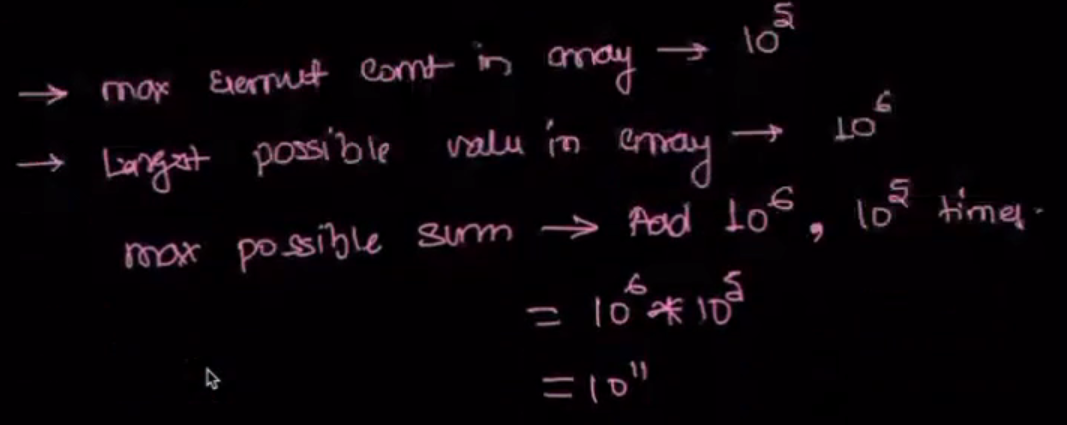 → max Element count in array → 10^5
→ Largest possible value in array → 10^6
max possible sum → Add 10^6, 10^5 times.
= 10^6 * 10^5
= 10^11